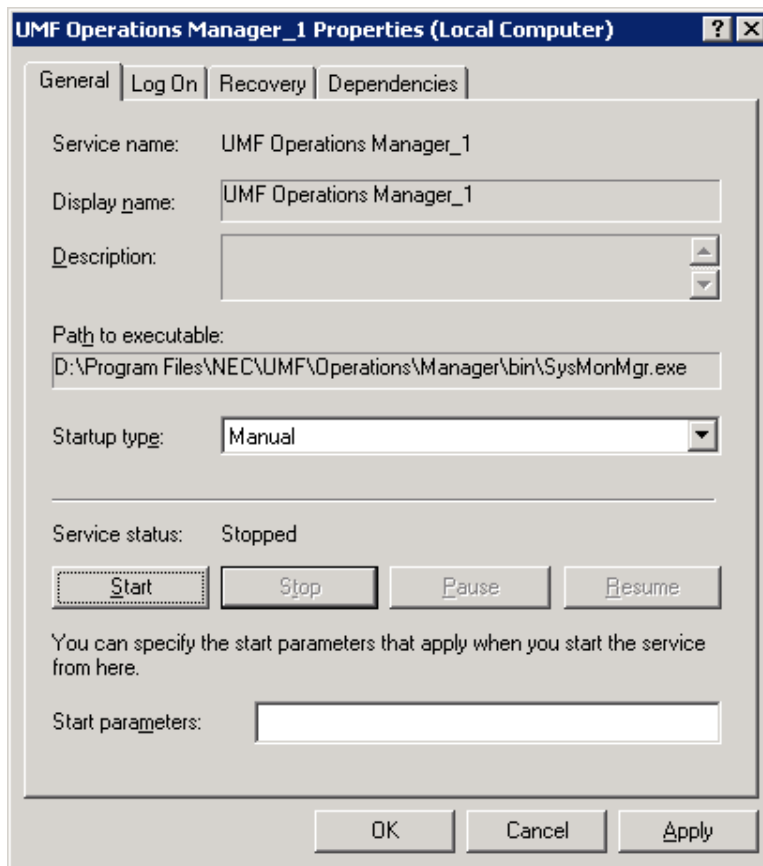 UMF Operations Manager_1 Properties (Local Computer)
General Log On Recovery Dependencies
Service name: UMF Operations Manager_1
Display name: UMF Operations Manager_1
Description:
Path to executable:
D:\Program Files\NEC\UMF\Operations\Manager\bin\SysMonMgr.exe
Startup type: Manual
Service status: Stopped
Start Stop Pause Resume
You can specify the start parameters that apply when you start the service
from here.
Start parameters:
OK Cancel Apply